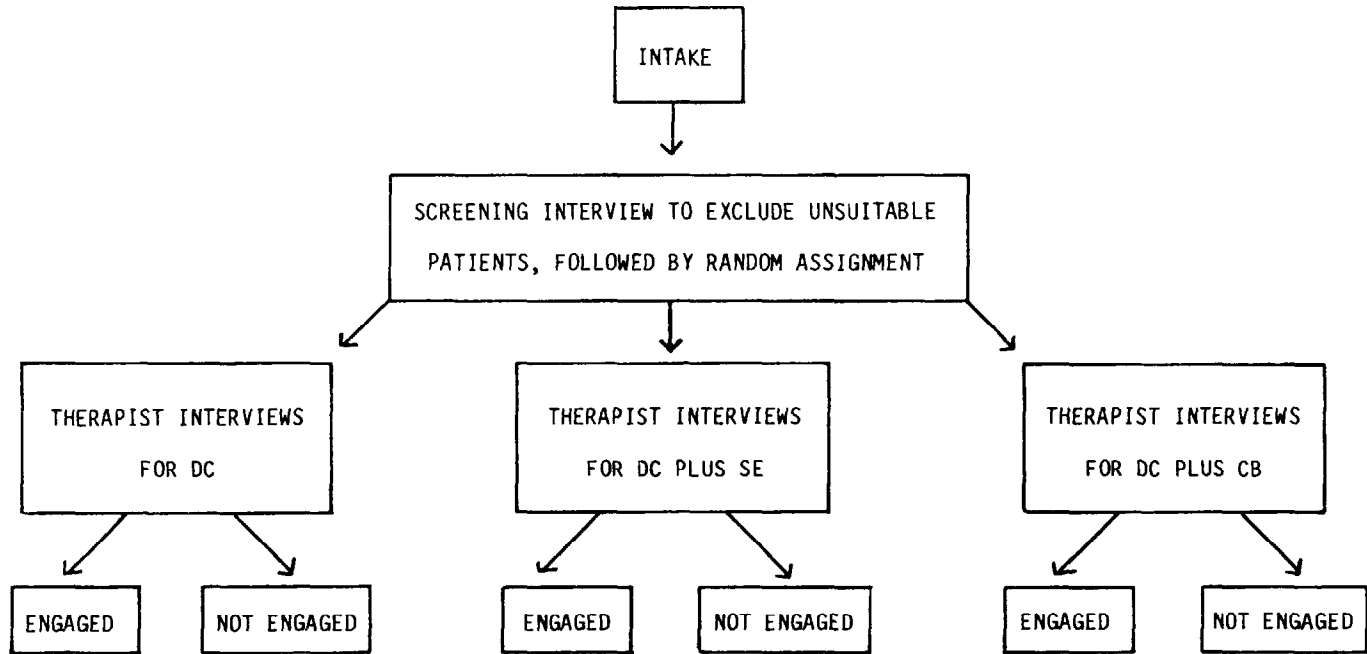 INTAKE
SCREENING INTERVIEW TO EXCLUDE UNSUITABLE
PATIENTS, FOLLOWED BY RANDOM ASSIGNMENT
THERAPIST INTERVIEWS
FOR DC
THERAPIST INTERVIEWS
FOR DC PLUS SE
THERAPIST INTERVIEWS
FOR DC PLUS CB
ENGAGED
NOT ENGAGED
ENGAGED
NOT ENGAGED
ENGAGED
NOT ENGAGED